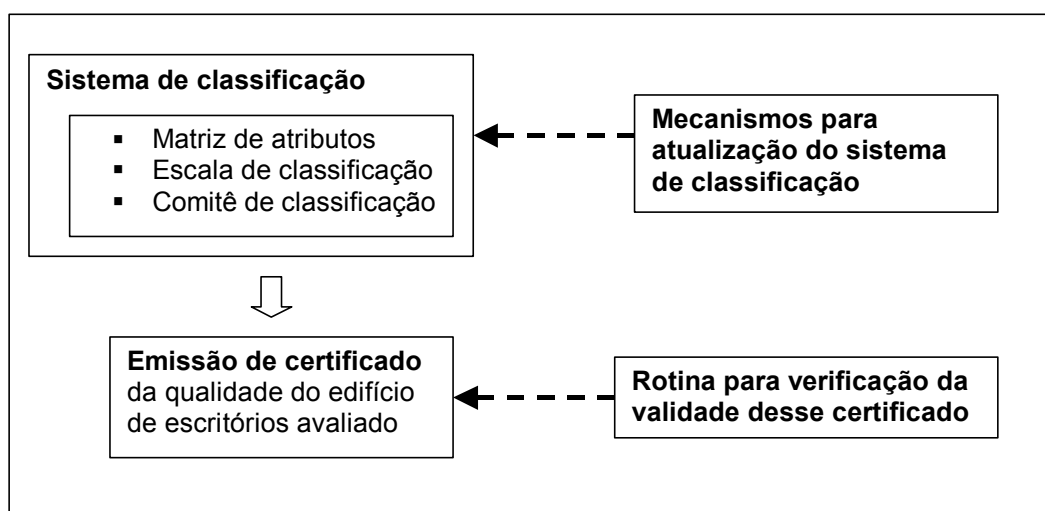 Sistema de classificação
▪ Matriz de atributos
▪ Escala de classificação
▪ Comitê de classificação
Mecanismos para
atualização do sistema
de classificação
Emissão de certificado
da qualidade do edifício
de escritórios avaliado
Rotina para verificação da
validade desse certificado